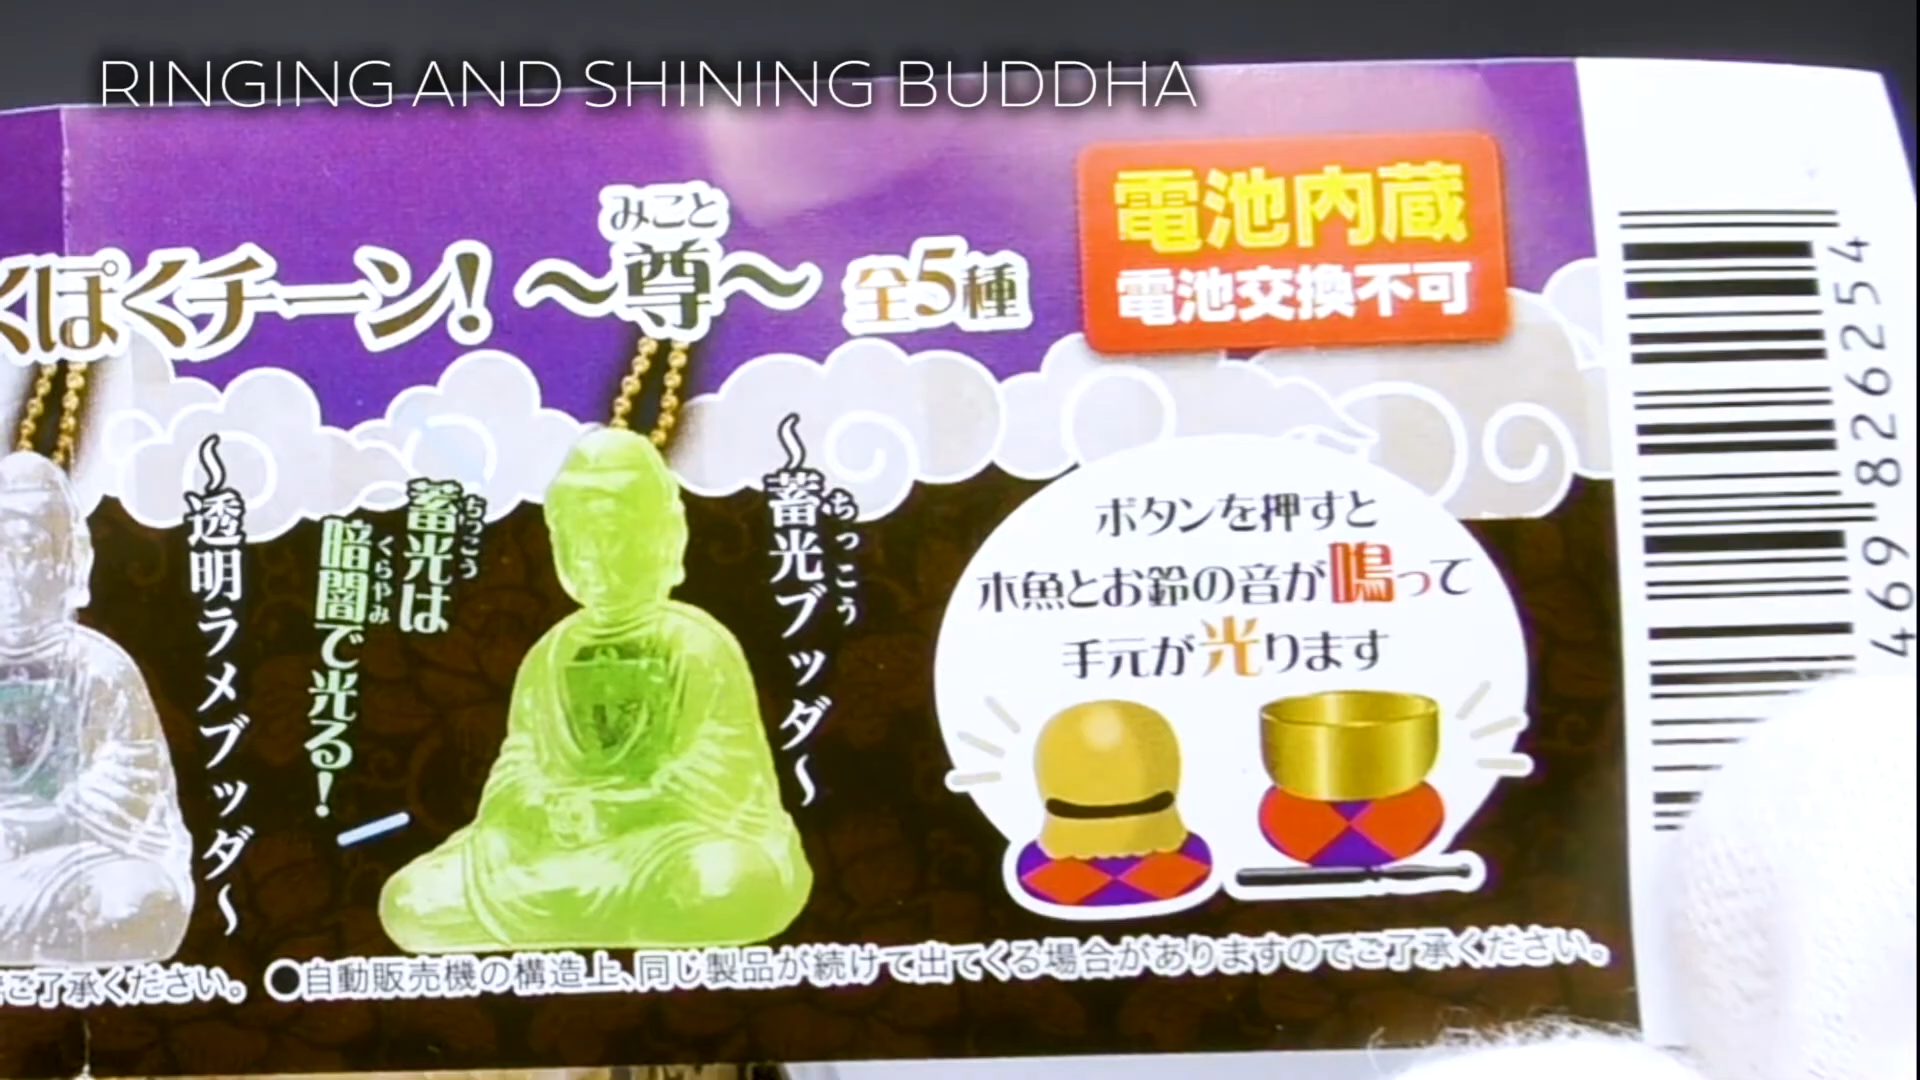 RINGING AND SHINING BUDDHA
くぽくチーン! 〜尊〜 全5種
みこと
電池内蔵
電池交換不可
〜透明ラメブッダ〜
蓄光は
ちっこう
暗闇で光る!
くらやみ
〜蓄光ブッダ〜
ちっこう
ボタンを押すと
木魚とお鈴の音が鳴って
手元が光ります
ご了承ください。 ●自動販売機の構造上、同じ製品が続けて出てくる場合がありますのでご了承ください。
469 826254